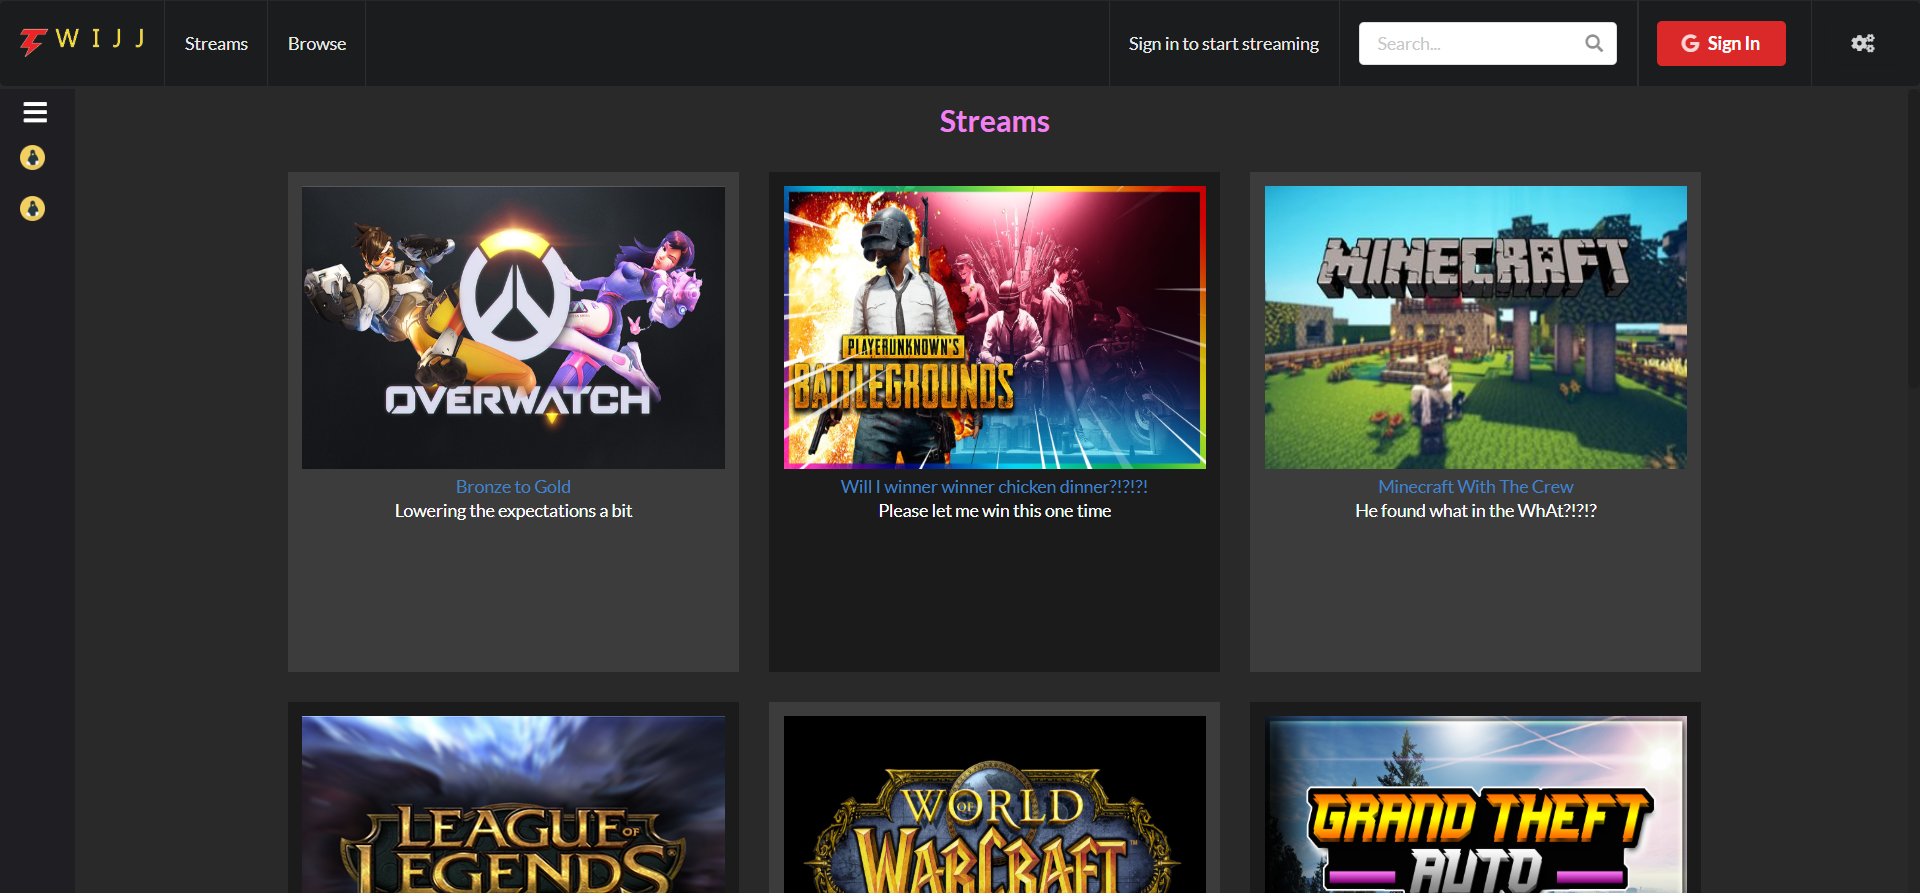 WIJJ
Streams
Browse
Sign in to start streaming
Search...
Sign In
Streams
OVERWATCH
PLAYERUNKNOWN'S
BATTLEGROUNDS
MINECRAFT
Bronze to Gold
Lowering the expectations a bit
Will I winner winner chicken dinner?!?!?!
Please let me win this one time
Minecraft With The Crew
He found what in the WhAt?!?!?
LEAGUE OF
LEGENDS
WORLD
OF
WARCRAFT
GRAND THEFT
AUTO